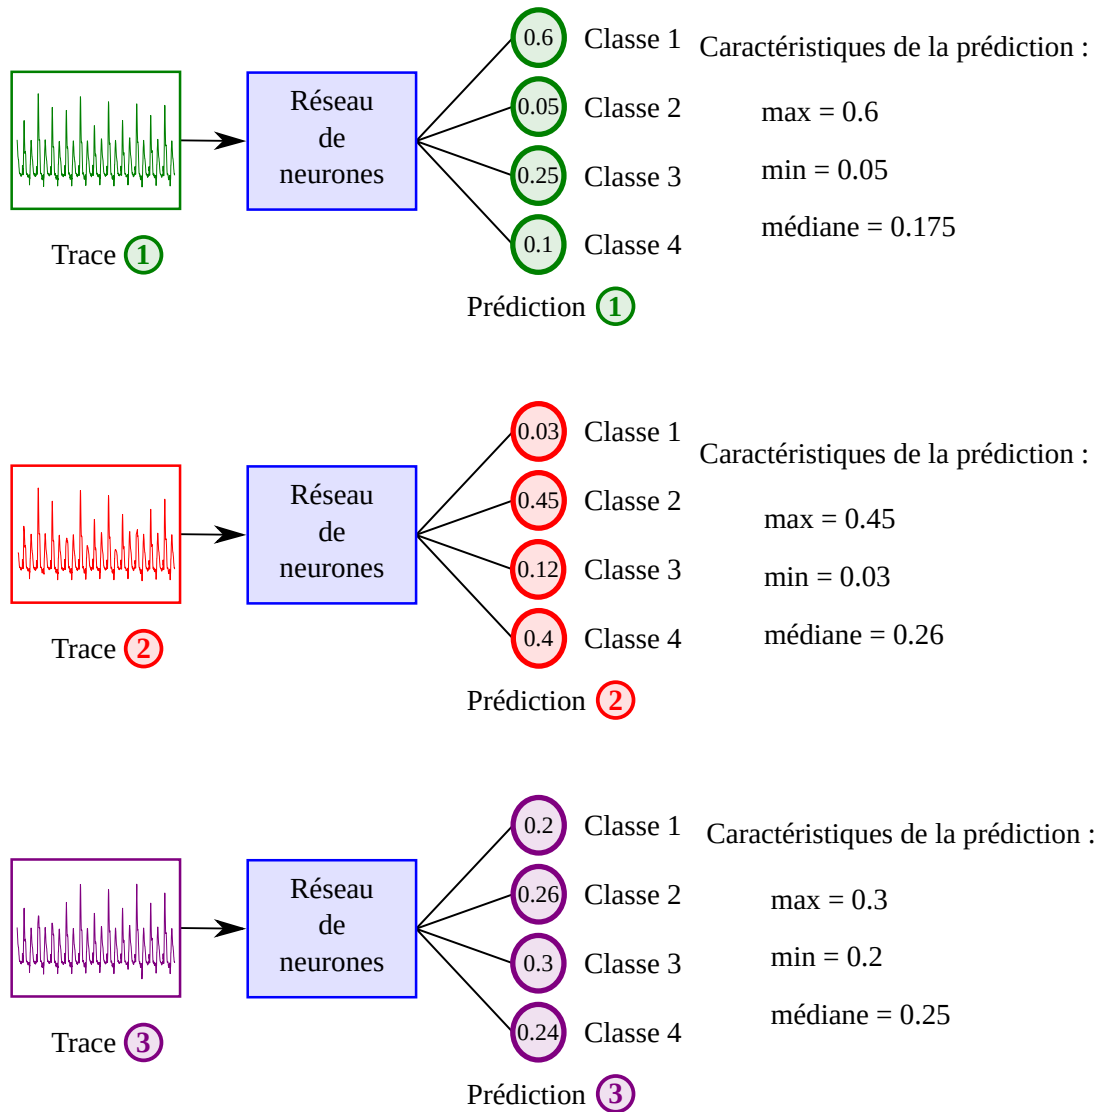 0.6 Classe 1
Caractéristiques de la prédiction :
Réseau
de
neurones
0.05 Classe 2
max = 0.6
0.25 Classe 3
min = 0.05
0.1 Classe 4
médiane = 0.175
Trace 1
Prédiction 1
0.03 Classe 1
Caractéristiques de la prédiction :
Réseau
de
neurones
0.45 Classe 2
max = 0.45
0.12 Classe 3
min = 0.03
0.4 Classe 4
médiane = 0.26
Trace 2
Prédiction 2
0.2 Classe 1
Caractéristiques de la prédiction :
Réseau
de
neurones
0.26 Classe 2
max = 0.3
0.3 Classe 3
min = 0.2
0.24 Classe 4
médiane = 0.25
Trace 3
Prédiction 3